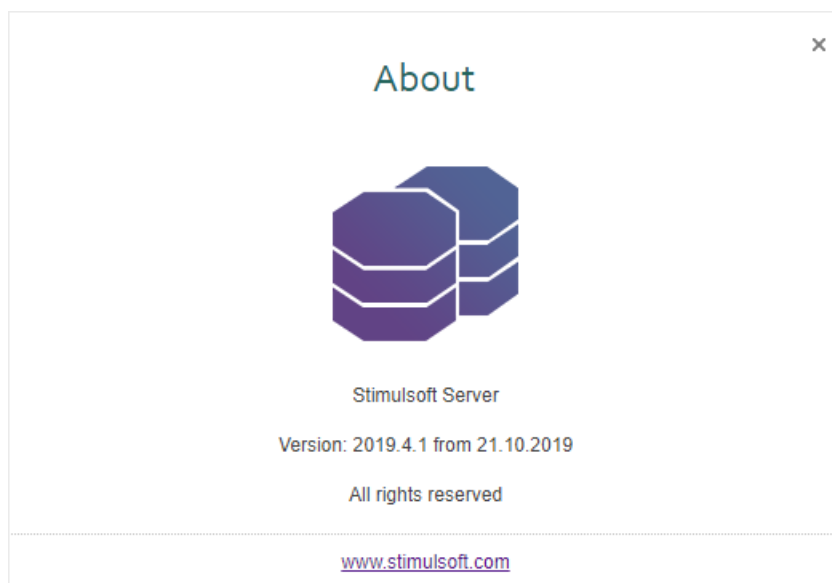 About
Stimulsoft Server
Version: 2019.4.1 from 21.10.2019
All rights reserved
www.stimulsoft.com